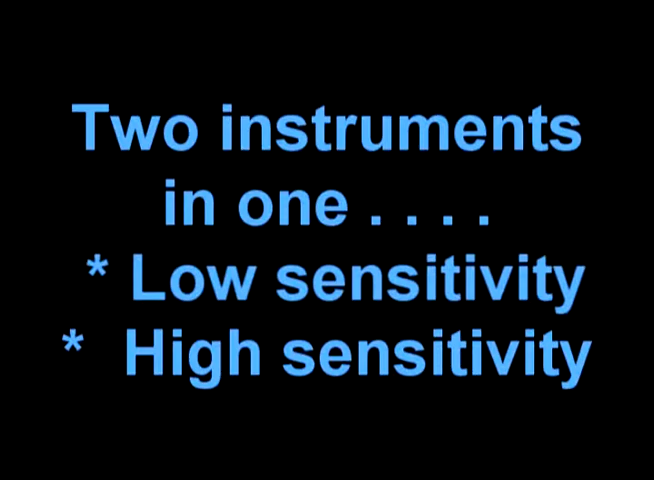 Two instruments
in one . . . .
* Low sensitivity
* High sensitivity